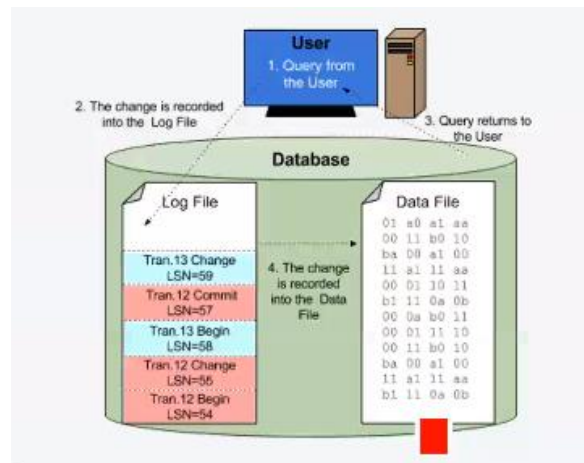 User
1. Query from
the User
2. The change is recorded
into the Log File
3. Query returns to
the User
Database
Log File
Tran.13 Change
LSN=59
Tran.12 Commit
LSN=57
Tran.13 Begin
LSN=58
Tran.12 Change
LSN=55
Tran.12 Begin
LSN=54
4. The change
is recorded
into the Data
File
Data File
01 a0 a1 aa
00 11 b0 10
ba 00 a1 00
11 a1 11 aa
00 01 10 11
b1 11 0a 0b
00 0a b0 11
00 01 11 10
00 11 b0 10
ba 00 a1 00
11 a1 11 aa
b1 11 0a 0b